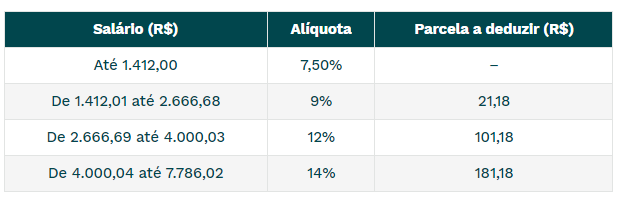 Salário (R$) Alíquota Parcela a deduzir (R$)
Até 1.412,00 7,50% –
De 1.412,01 até 2.666,68 9% 21,18
De 2.666,69 até 4.000,03 12% 101,18
De 4.000,04 até 7.786,02 14% 181,18